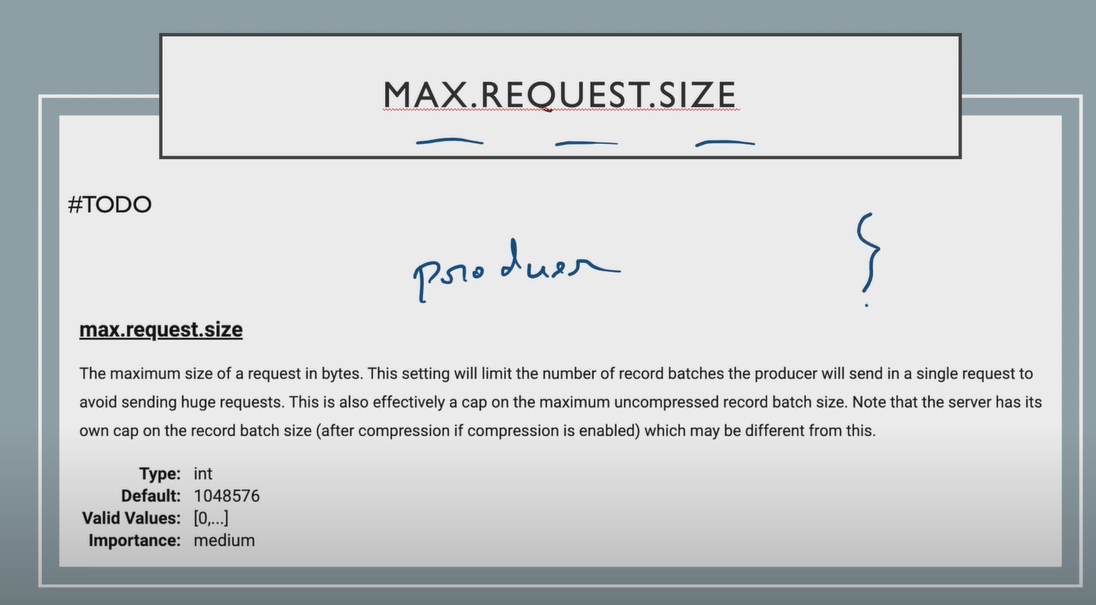 MAX.REQUEST.SIZE
#TODO
producer
max.request.size
The maximum size of a request in bytes. This setting will limit the number of record batches the producer will send in a single request to
avoid sending huge requests. This is also effectively a cap on the maximum uncompressed record batch size. Note that the server has its
own cap on the record batch size (after compression if compression is enabled) which may be different from this.
Type: int
Default: 1048576
Valid Values: [0,...]
Importance: medium